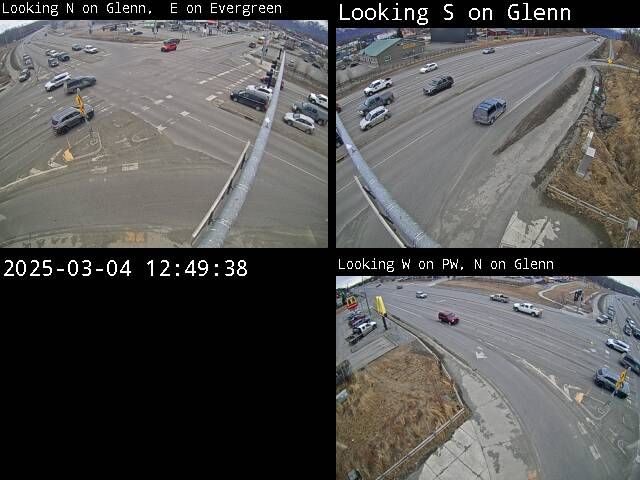 Looking N on Glenn, E on Evergreen
Looking S on Glenn
2025-03-04 12:49:38
Looking W on PW, N on Glenn